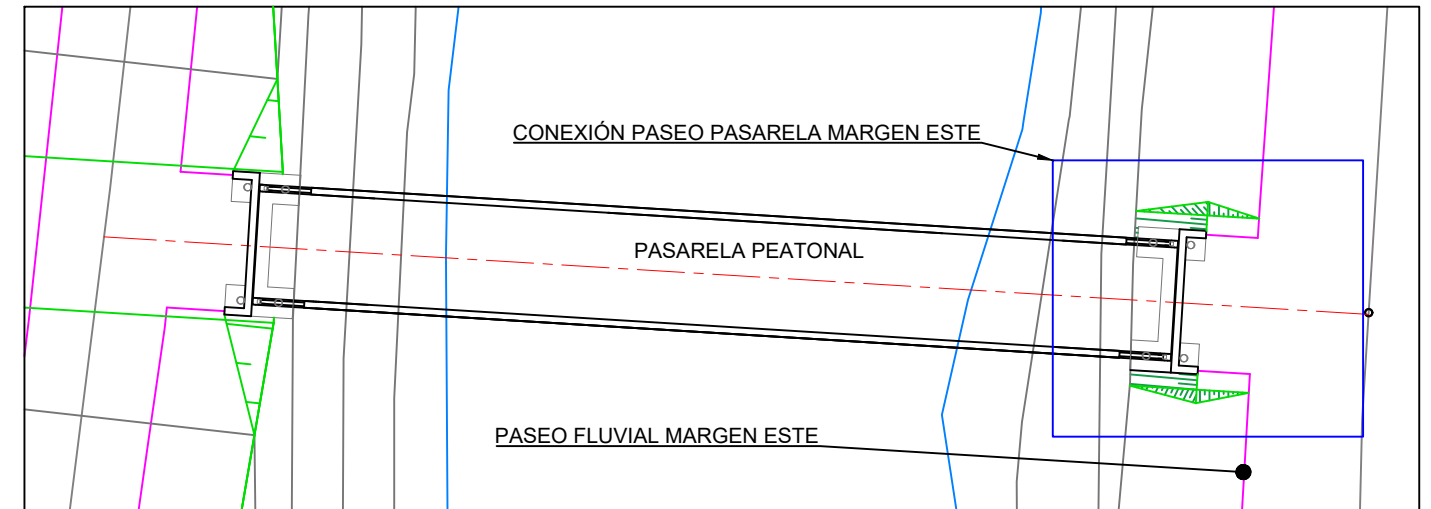 CONEXIÓN PASEO PASARELA MARGEN ESTE
PASARELA PEATONAL
PASEO FLUVIAL MARGEN ESTE